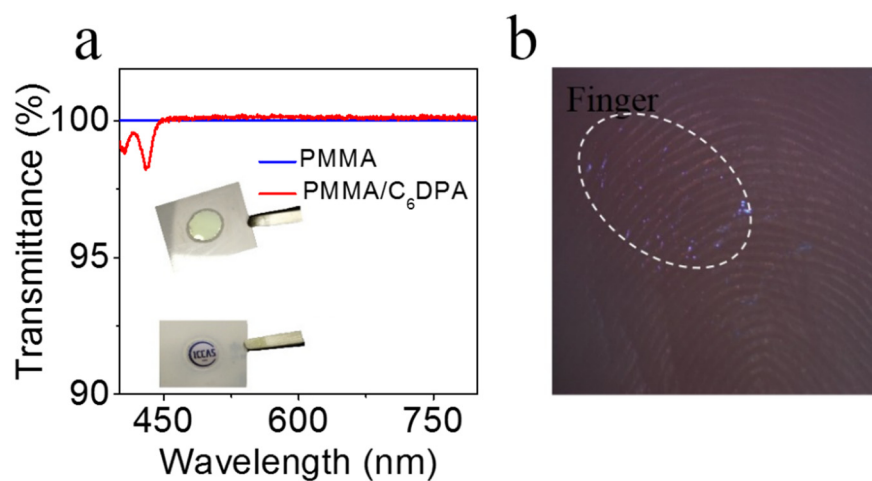 a
b
Transmittance (%)
100
95
90
PMMA
PMMA/C₆DPA
ICCAS
450
600
750
Wavelength (nm)
Finger